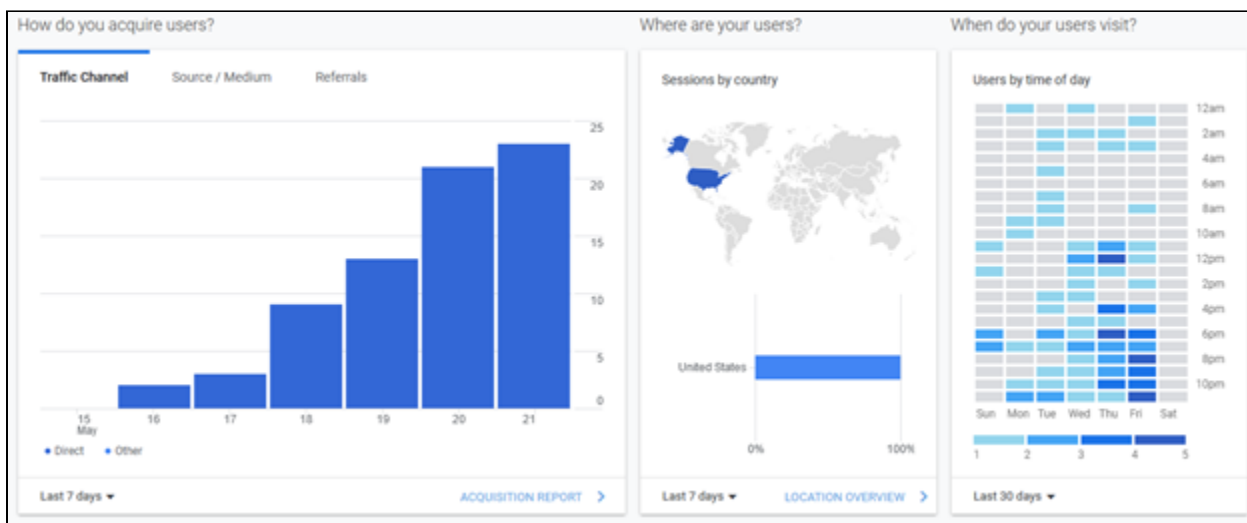 How do you acquire users?
Traffic Channel Source / Medium Referrals
25
20
15
10
5
0
15 16 17 18 19 20 21
May
Direct Other
Last 7 days ACQUISITION REPORT
Where are your users?
Sessions by country
United States
0% 100%
Last 7 days LOCATION OVERVIEW
When do your users visit?
Users by time of day
12am
2am
4am
6am
8am
10am
12pm
2pm
4pm
6pm
8pm
10pm
Sun Mon Tue Wed Thu Fri Sat
1 2 3 4 5
Last 30 days